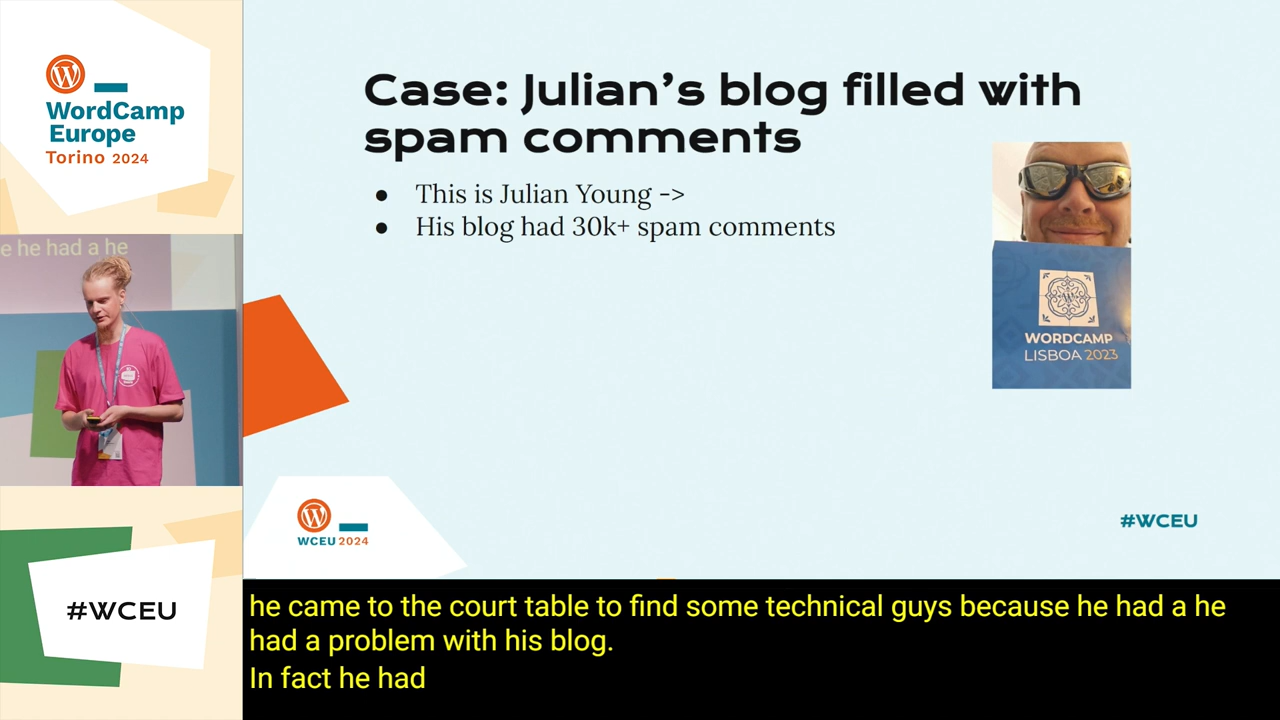 WordCamp
Europe
Torino 2024
e he had a he
#WCEU
Case: Julian's blog filled with
spam comments
● This is Julian Young ->
● His blog had 30k+ spam comments
WORDCAMP
LISBOA 2023
WCEU 2024
#WCEU
he came to the court table to find some technical guys because he had a he
had a problem with his blog.
In fact he had